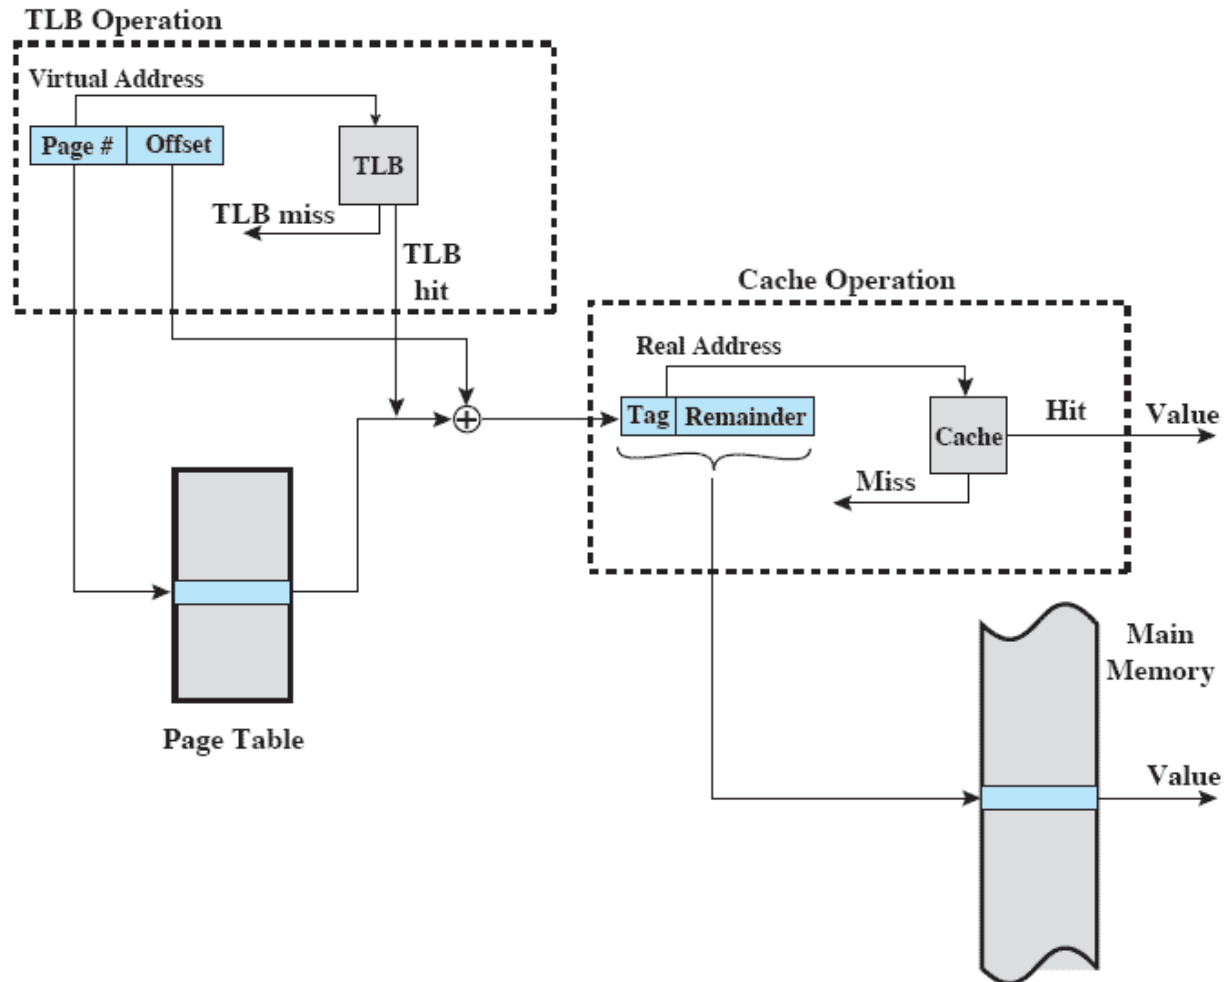 TLB Operation
Virtual Address
Page # Offset
TLB
TLB miss
TLB
hit
Cache Operation
Real Address
Tag Remainder
Cache
Hit
Value
Miss
Page Table
Main
Memory
Value